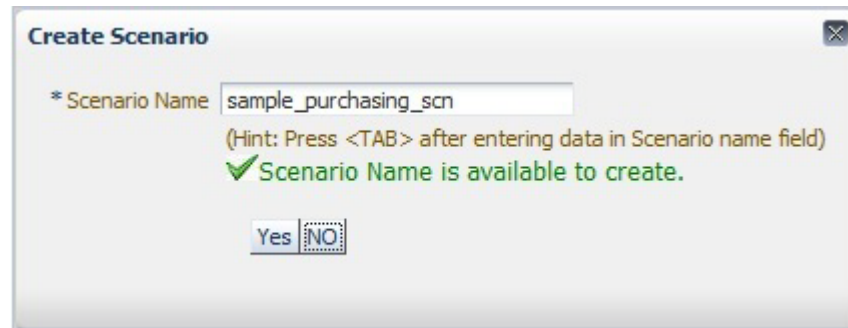 Create Scenario
* Scenario Name sample_purchasing_scn
(Hint: Press <TAB> after entering data in Scenario name field)
Scenario Name is available to create.
Yes NO